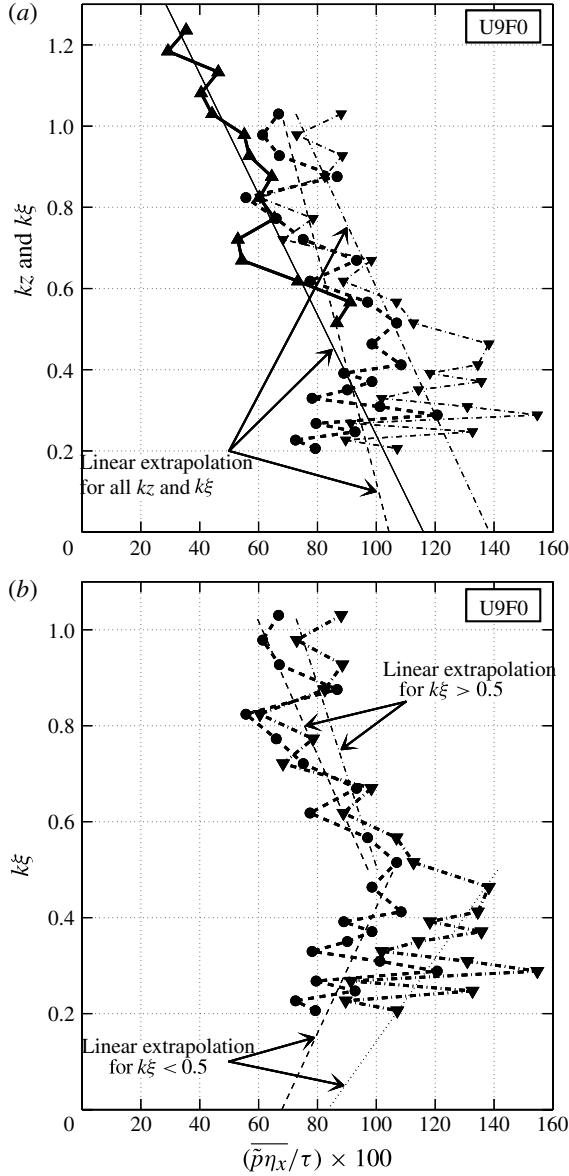 (a)
U9F0
1.2
1.0
0.8
0.6
0.4
0.2
kz and kξ
Linear extrapolation
for all kz and kξ
0 20 40 60 80 100 120 140 160
(b)
U9F0
1.0
0.8
0.6
0.4
0.2
0
kξ
Linear extrapolation
for kξ > 0.5
Linear extrapolation
for kξ < 0.5
20 40 60 80 100 120 140 160
(p̃η_x/τ) × 100